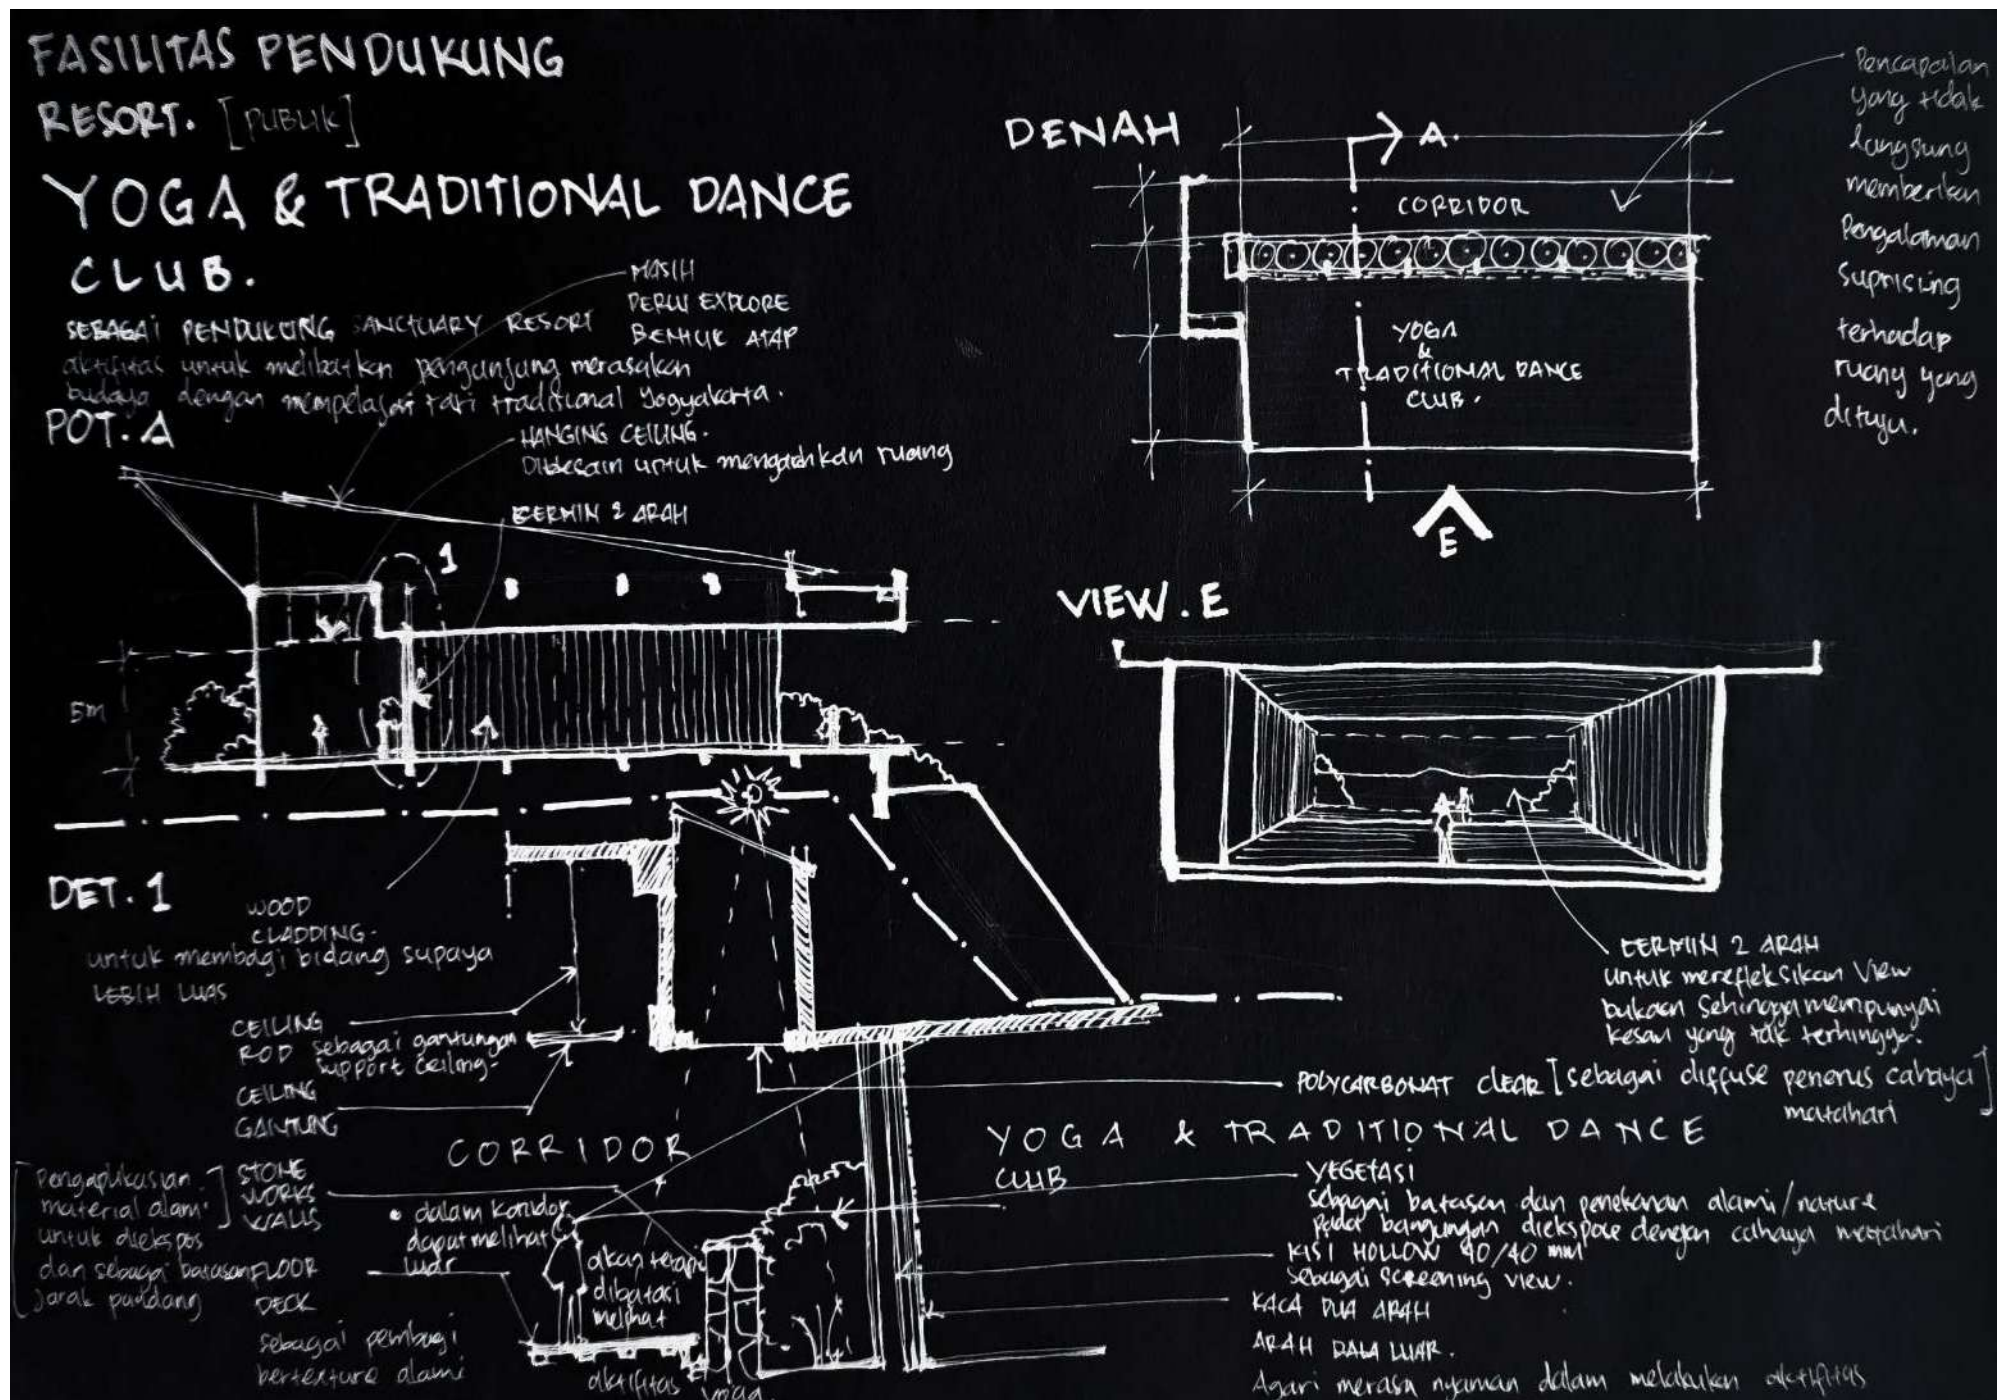 FASILITAS PENDUKUNG
RESORT. [PUBLIK]
YOGA & TRADITIONAL DANCE
CLUB.
SEBAGAI PENDUKUNG SANCTUARY RESORT
aktifitas untuk melibatkan pengunjung merasakan
budaya dengan mempelajari tari traditional Yogyakarta.
MASIH
PERLU EXPLORE
BENTUK ATAP
POT. A
HANGING CEILING.
Didesain untuk mengarahkan ruang
CERMIN 2 ARAH
1
5m
DENAH
A.
CORRIDOR
YOGA
&
TRADITIONAL DANCE
CLUB.
E
Pencapaian
yang tidak
langsung
memberikan
Pengalaman
Suprising
terhadap
ruang yang
dituju.
VIEW. E
CERMIN 2 ARAH
untuk merefleksikan View
bukaan Sehingga mempunyai
kesan yang tak terhingga.
DET. 1
WOOD
CLADDING.
untuk membagi bidang supaya
LEBIH LUAS
CEILING
ROD sebagai gantungan
support Ceiling.
CEILING
GANTUNG
CORRIDOR
STONE
WORKS
WALLS
[Pengaplikasian
material alami]
untuk diekspos
dan sebagai batasan
jarak pandang
FLOOR
DECK
sebagai pembagi
bertexture alami
• dalam koridor
dapat melihat
luar
akan tetapi
dibatasi
melihat
aktifitas yoga.
POLYCARBONAT CLEAR [sebagai diffuse penerus cahaya
matahari]
YOGA & TRADITIONAL DANCE
CLUB
VEGETASI
sebagai batasan dan penekanan alami/nature
pada bangungan diekspose dengan cahaya matahari
KISI HOLLOW 40/40 mm
sebagai screening view.
KACA DUA ARAH
ARAH DALA LUAR.
Agari merasa nyaman dalam melakukan aktifitas